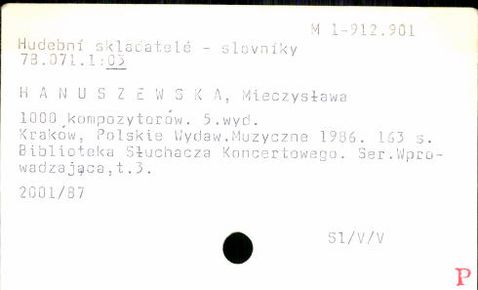 M 1-912.901
Hudební skladatelé - slovníky
78.071.1:03
H A N U S Z E W S K A, Mieczysława
1000 kompozytorów. 5.wyd.
Kraków, Polskie Wydaw.Muzyczne 1986. 163 s.
Biblioteka Słuchacza Koncertowego. Ser.Wpro-
wadzająca,t.3.
2001/87
S1/V/V
P